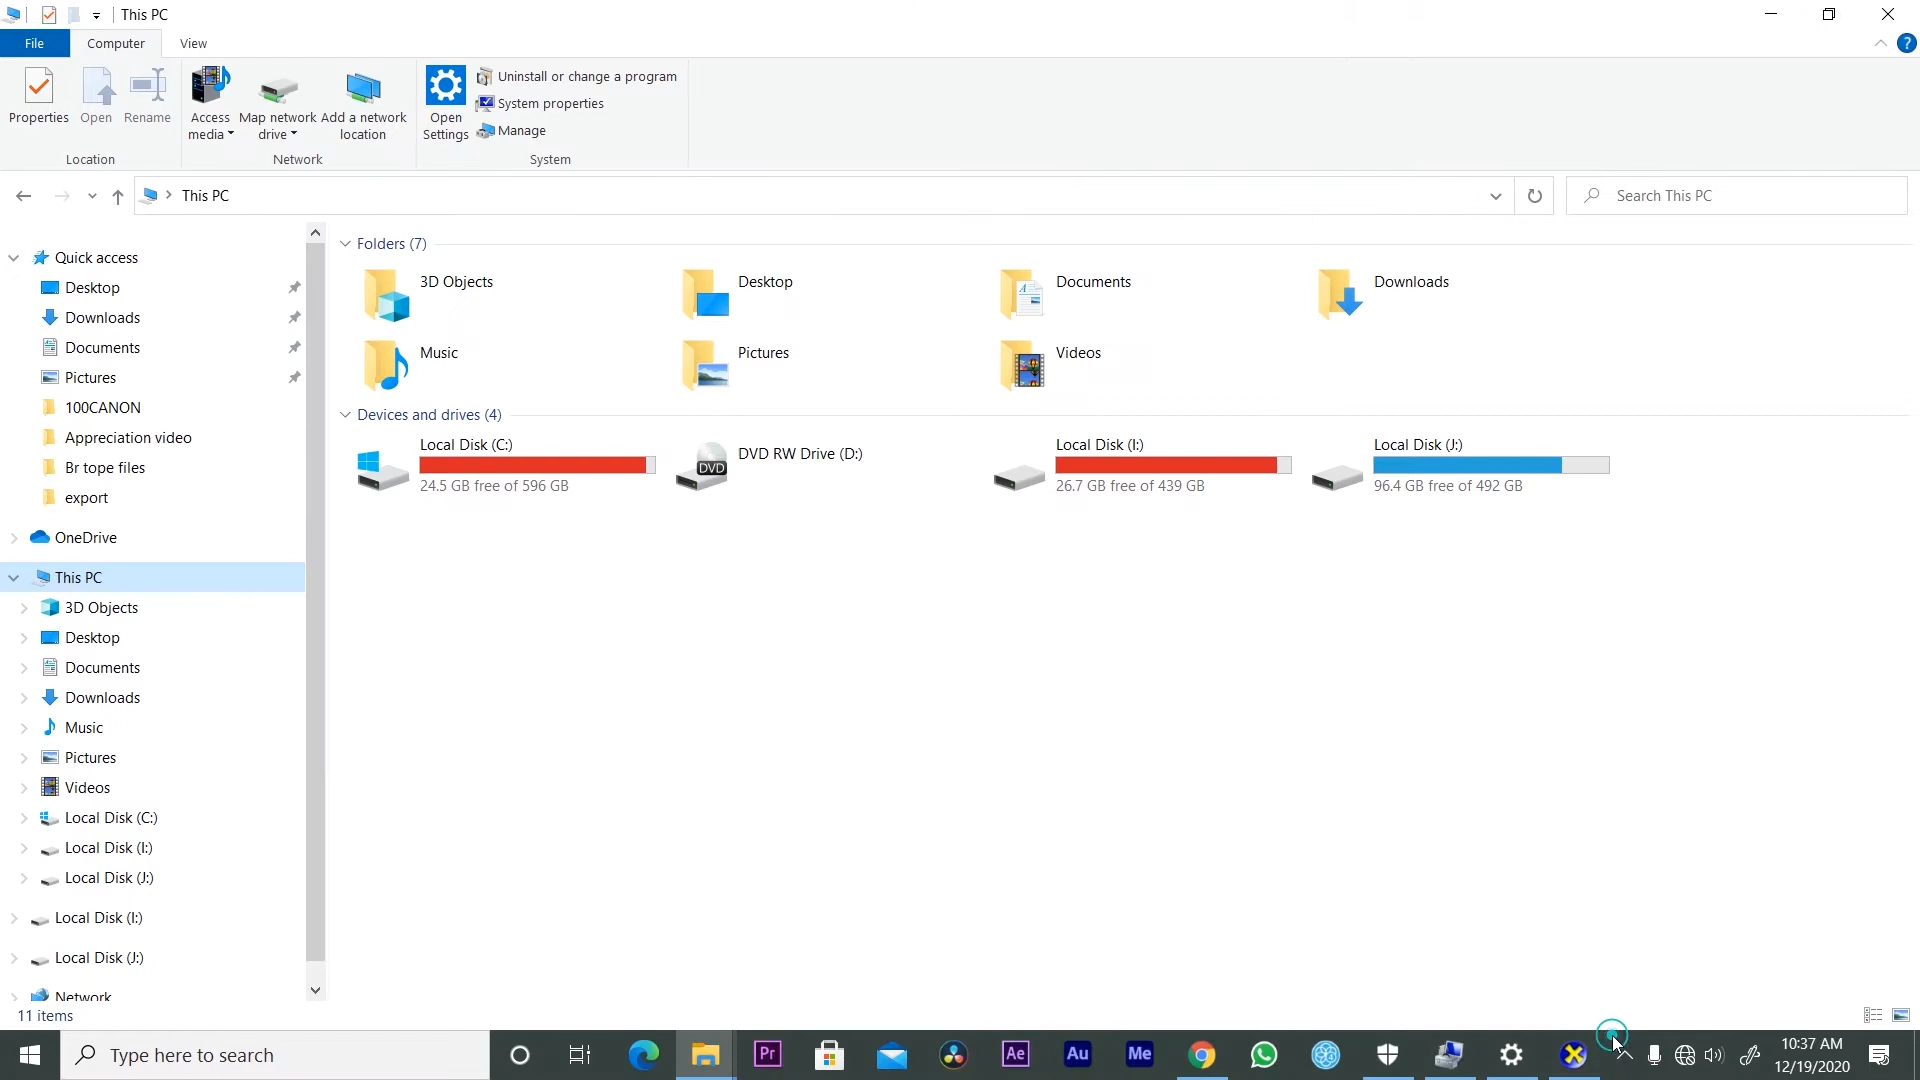 This PC
File
Computer
View
Properties
Open
Rename
Access media
Map network drive
Add a network location
Open Settings
Uninstall or change a program
System properties
Manage
Location
Network
System
This PC
Search This PC
Quick access
Desktop
Downloads
Documents
Pictures
100CANON
Appreciation video
Br tope files
export
OneDrive
This PC
3D Objects
Desktop
Documents
Downloads
Music
Pictures
Videos
Local Disk (C:)
Local Disk (I:)
Local Disk (J:)
Local Disk (I:)
Local Disk (J:)
Network
Folders (7)
3D Objects
Desktop
Documents
Downloads
Music
Pictures
Videos
Devices and drives (4)
Local Disk (C:)
24.5 GB free of 596 GB
DVD
DVD RW Drive (D:)
Local Disk (I:)
26.7 GB free of 439 GB
Local Disk (J:)
96.4 GB free of 492 GB
11 items
Type here to search
Pr
Ae
Au
Me
10:37 AM
12/19/2020